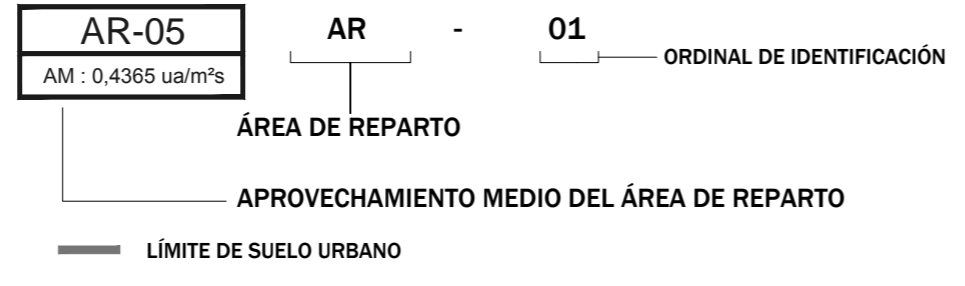 AR-05
AM : 0,4365 ua/m²s
AR - 01
ORDINAL DE IDENTIFICACIÓN
ÁREA DE REPARTO
APROVECHAMIENTO MEDIO DEL ÁREA DE REPARTO
LÍMITE DE SUELO URBANO